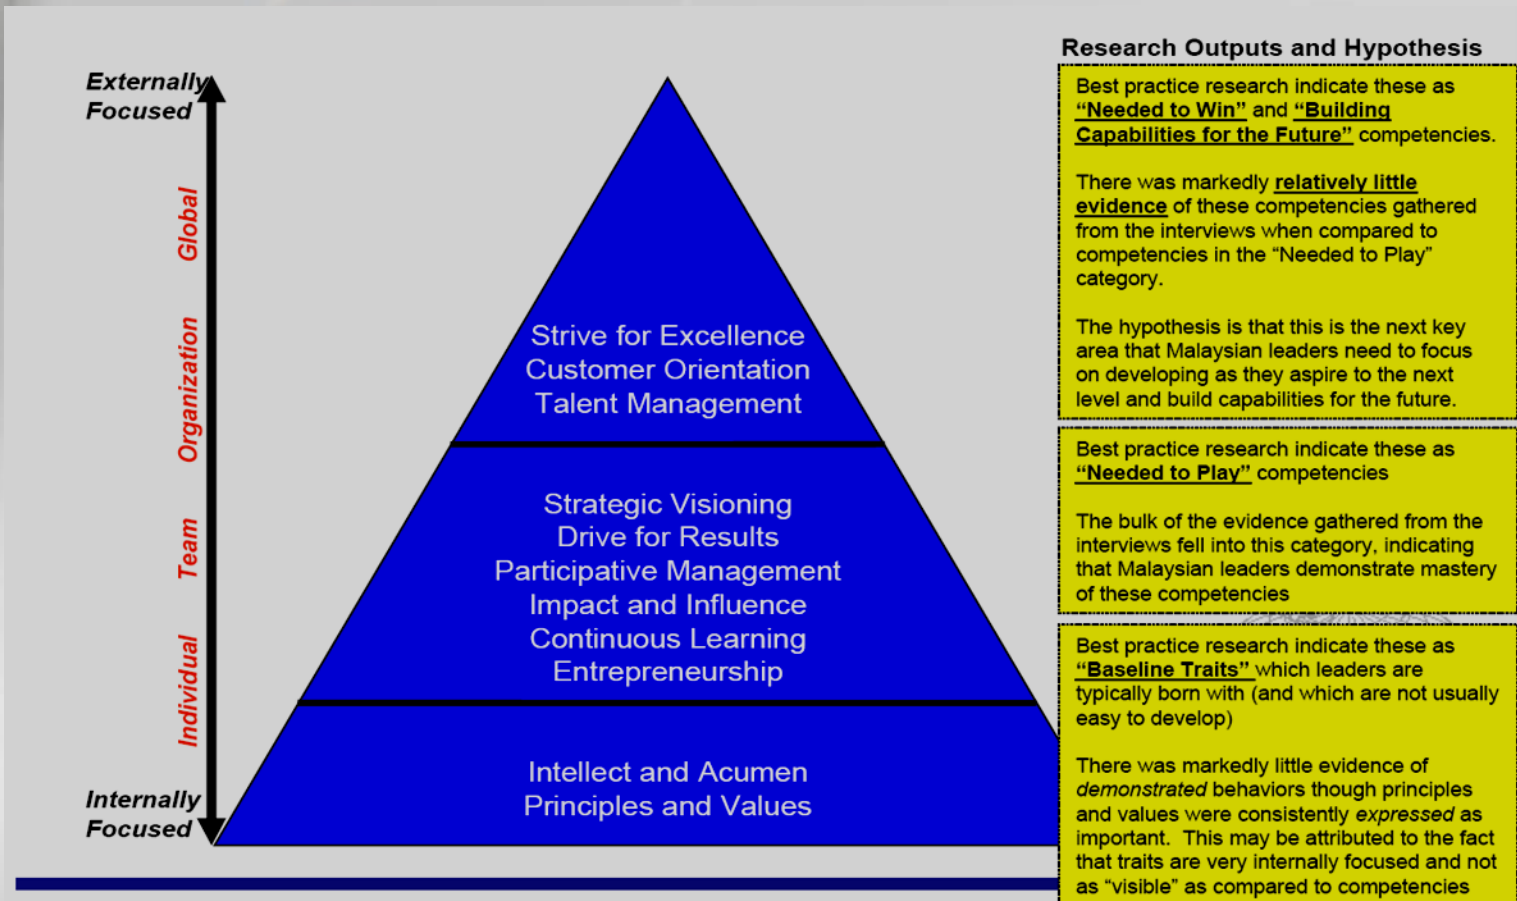 Research Outputs and Hypothesis
Externally
Focused
Global
Organization
Team
Individual
Internally
Focused
Strive for Excellence
Customer Orientation
Talent Management
Strategic Visioning
Drive for Results
Participative Management
Impact and Influence
Continuous Learning
Entrepreneurship
Intellect and Acumen
Principles and Values
Best practice research indicate these as
“Needed to Win” and “Building
Capabilities for the Future” competencies.
There was markedly relatively little
evidence of these competencies gathered
from the interviews when compared to
competencies in the “Needed to Play”
category.
The hypothesis is that this is the next key
area that Malaysian leaders need to focus
on developing as they aspire to the next
level and build capabilities for the future.
Best practice research indicate these as
“Needed to Play” competencies
The bulk of the evidence gathered from the
interviews fell into this category, indicating
that Malaysian leaders demonstrate mastery
of these competencies
Best practice research indicate these as
“Baseline Traits” which leaders are
typically born with (and which are not usually
easy to develop)
There was markedly little evidence of
demonstrated behaviors though principles
and values were consistently expressed as
important. This may be attributed to the fact
that traits are very internally focused and not
as “visible” as compared to competencies